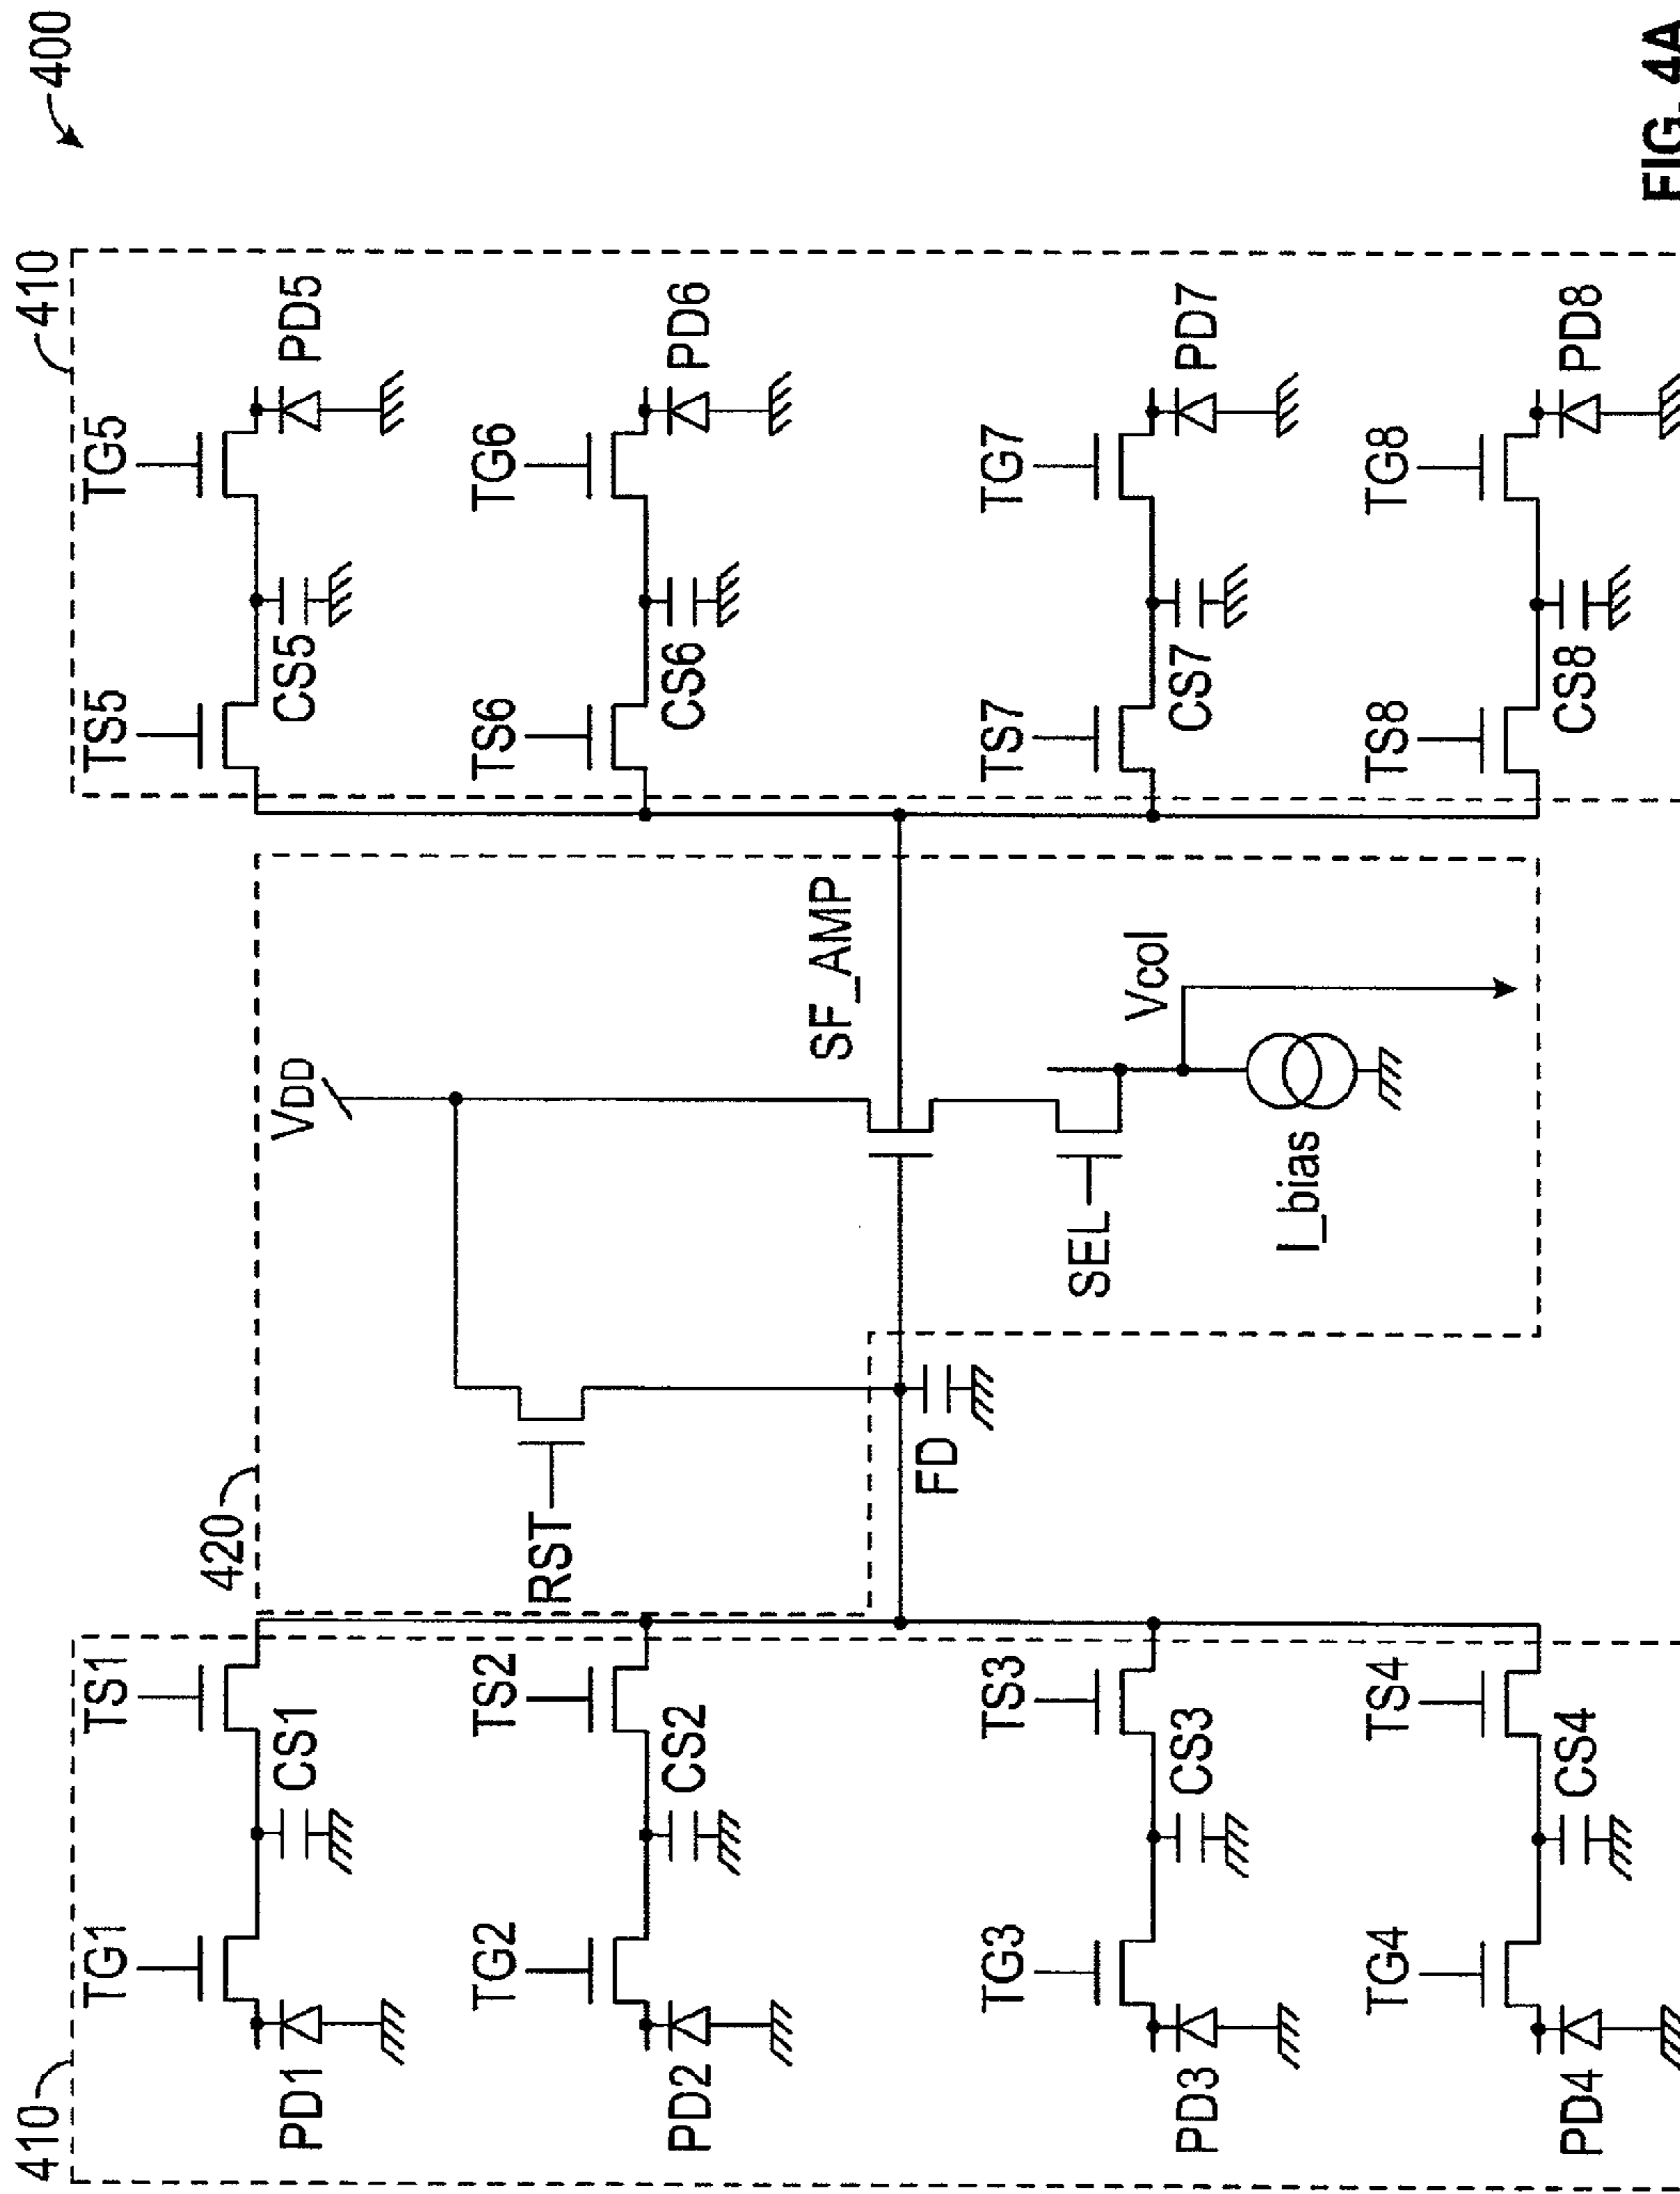 400
410
TG5
TS5
PD5
CS5
TG6
TS6
PD6
CS6
TG7
TS7
PD7
CS7
TG8
TS8
PD8
CS8
420
VDD
SF_AMP
RST
FD
SEL
Vcol
I_bias
410
TS1
TG1
CS1
PD1
TS2
TG2
CS2
PD2
TS3
TG3
CS3
PD3
TS4
TG4
CS4
PD4
FIG. 4A